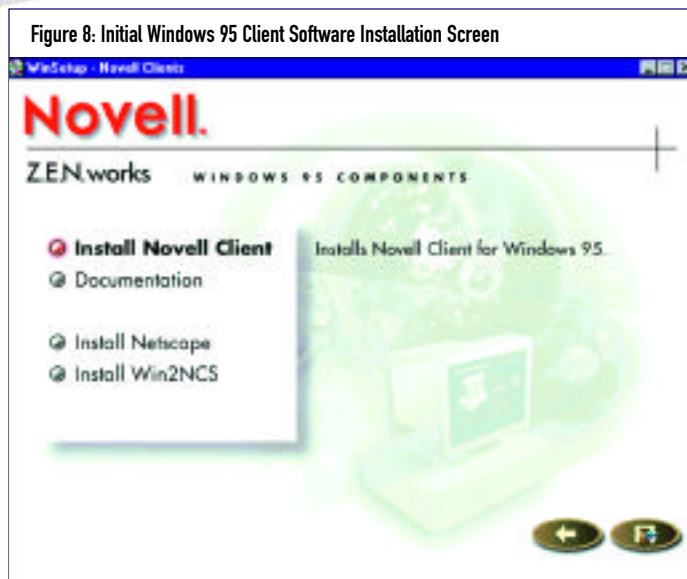 Figure 8: Initial Windows 95 Client Software Installation Screen
WinSetup - Novell Clients
Novell.
Z.E.N.works WINDOWS 95 COMPONENTS
Install Novell Client Installs Novell Client for Windows 95.
Documentation
Install Netscape
Install Win2NCS